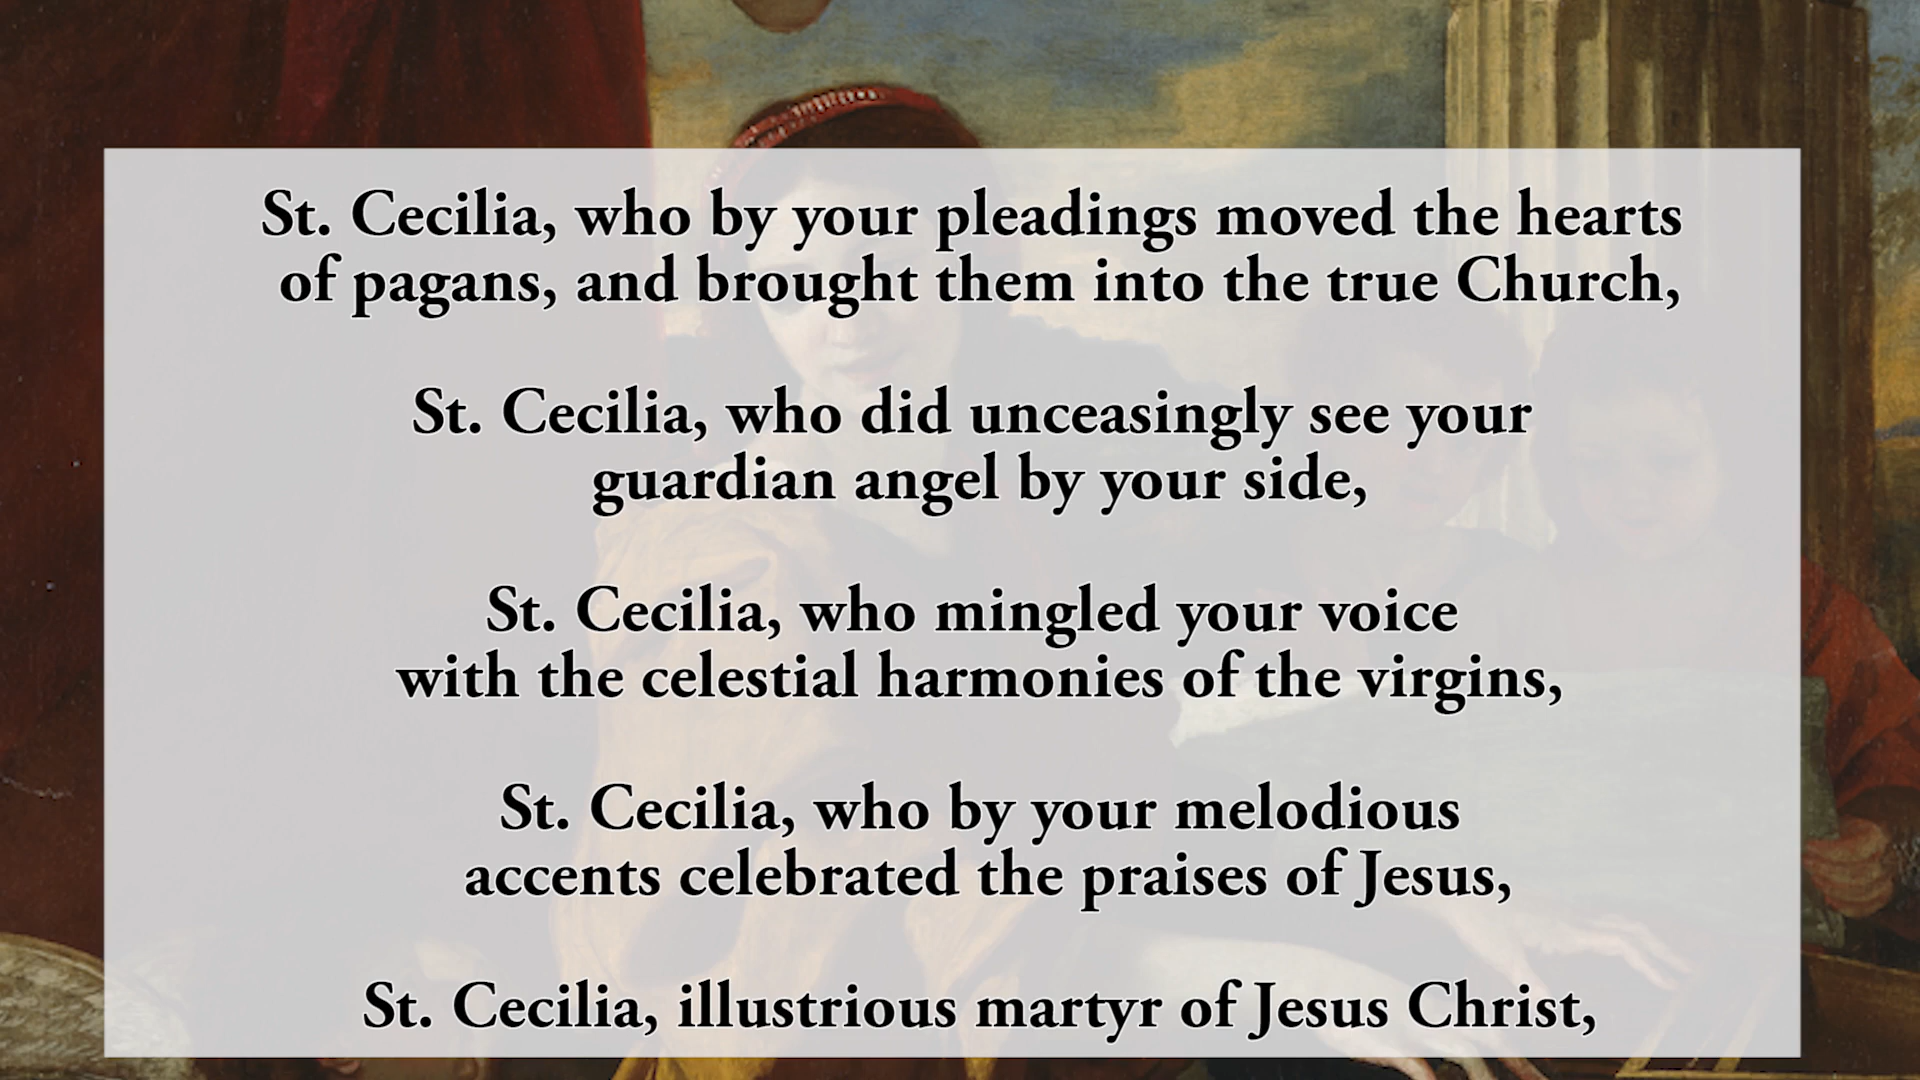 St. Cecilia, who by your pleadings moved the hearts
of pagans, and brought them into the true Church,
St. Cecilia, who did unceasingly see your
guardian angel by your side,
St. Cecilia, who mingled your voice
with the celestial harmonies of the virgins,
St. Cecilia, who by your melodious
accents celebrated the praises of Jesus,
St. Cecilia, illustrious martyr of Jesus Christ,